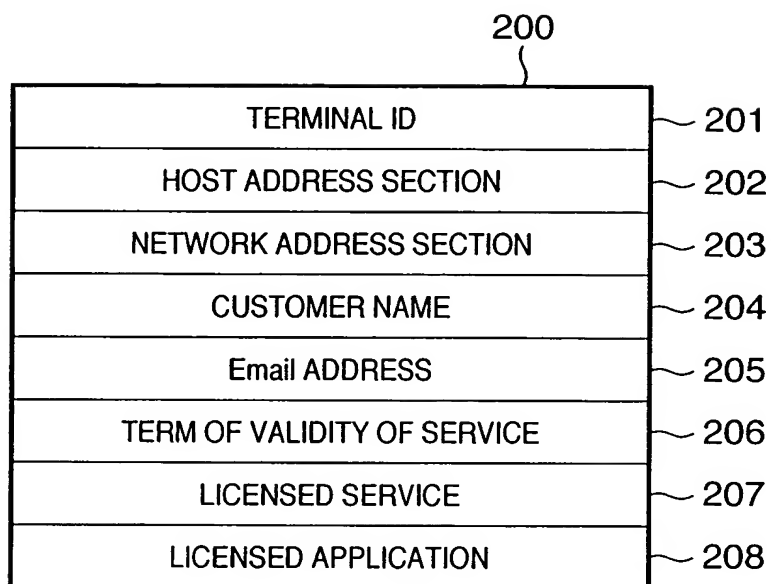 200
TERMINAL ID 201
HOST ADDRESS SECTION 202
NETWORK ADDRESS SECTION 203
CUSTOMER NAME 204
Email ADDRESS 205
TERM OF VALIDITY OF SERVICE 206
LICENSED SERVICE 207
LICENSED APPLICATION 208